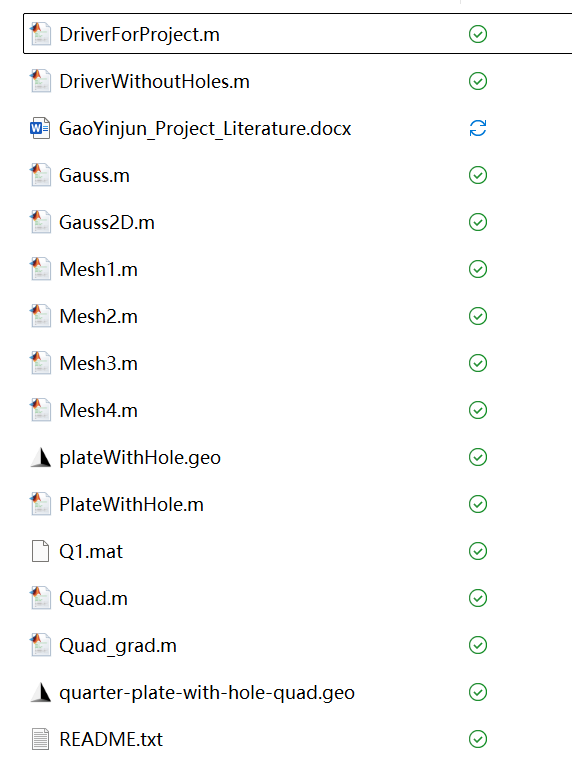 DriverForProject.m
DriverWithoutHoles.m
GaoYinjun_Project_Literature.docx
Gauss.m
Gauss2D.m
Mesh1.m
Mesh2.m
Mesh3.m
Mesh4.m
plateWithHole.geo
PlateWithHole.m
Q1.mat
Quad.m
Quad_grad.m
quarter-plate-with-hole-quad.geo
README.txt